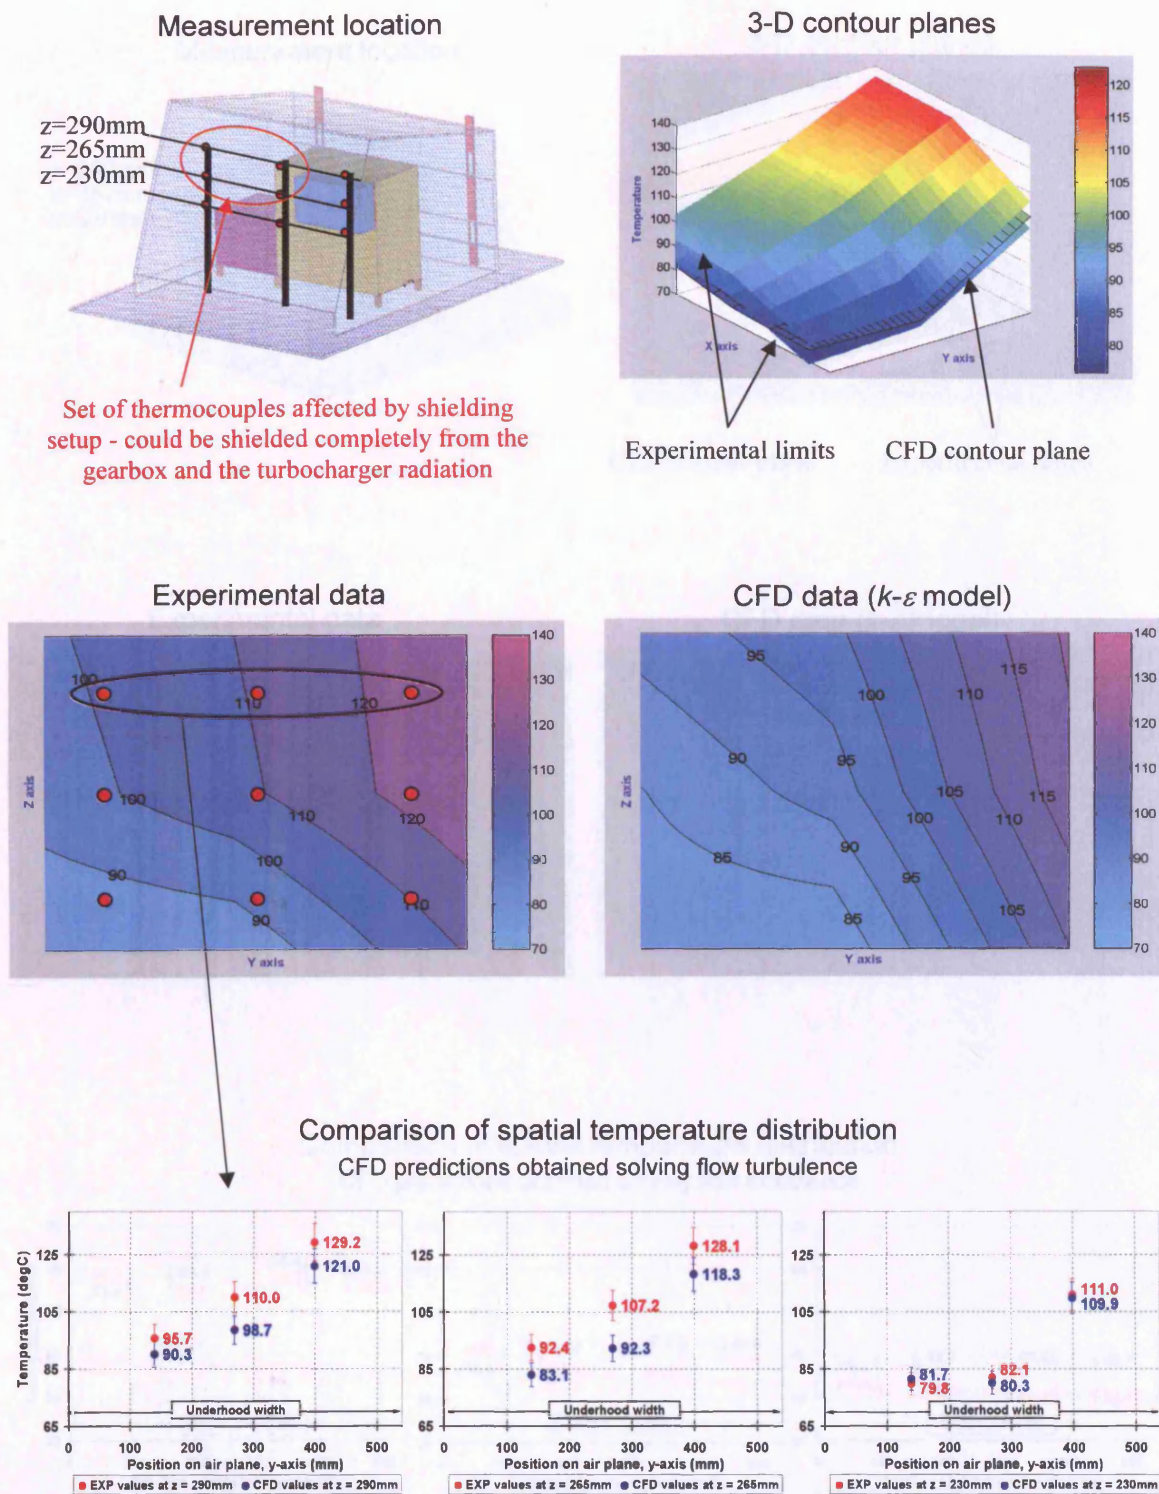 Measurement location
3-D contour planes
z=290mm
z=265mm
z=230mm
Set of thermocouples affected by shielding
setup - could be shielded completely from the
gearbox and the turbocharger radiation
140
130
120
110
100
90
80
70
Temperature
X axis
Y axis
120
115
110
105
100
95
90
85
80
Experimental limits
CFD contour plane
Experimental data
CFD data (k-ε model)
100
110
120
100
110
120
100
90
90
110
Z axis
Y axis
140
130
120
110
100
90
80
70
95
100
110
115
90
95
105
115
100
110
85
90
95
85
105
Z axis
Y axis
140
130
120
110
100
90
80
70
Comparison of spatial temperature distribution
CFD predictions obtained solving flow turbulence
Temperature (degC)
125
105
85
65
129.2
121.0
110.0
98.7
95.7
90.3
Underhood width
0 100 200 300 400 500
Position on air plane, y-axis (mm)
EXP values at z = 290mm CFD values at z = 290mm
125
105
85
65
128.1
118.3
107.2
92.4
92.3
83.1
Underhood width
0 100 200 300 400 500
Position on air plane, y-axis (mm)
EXP values at z = 265mm CFD values at z = 265mm
125
105
85
65
111.0
109.9
81.7
79.8
82.1
80.3
Underhood width
0 100 200 300 400 500
Position on air plane, y-axis (mm)
EXP values at z = 230mm CFD values at z = 230mm